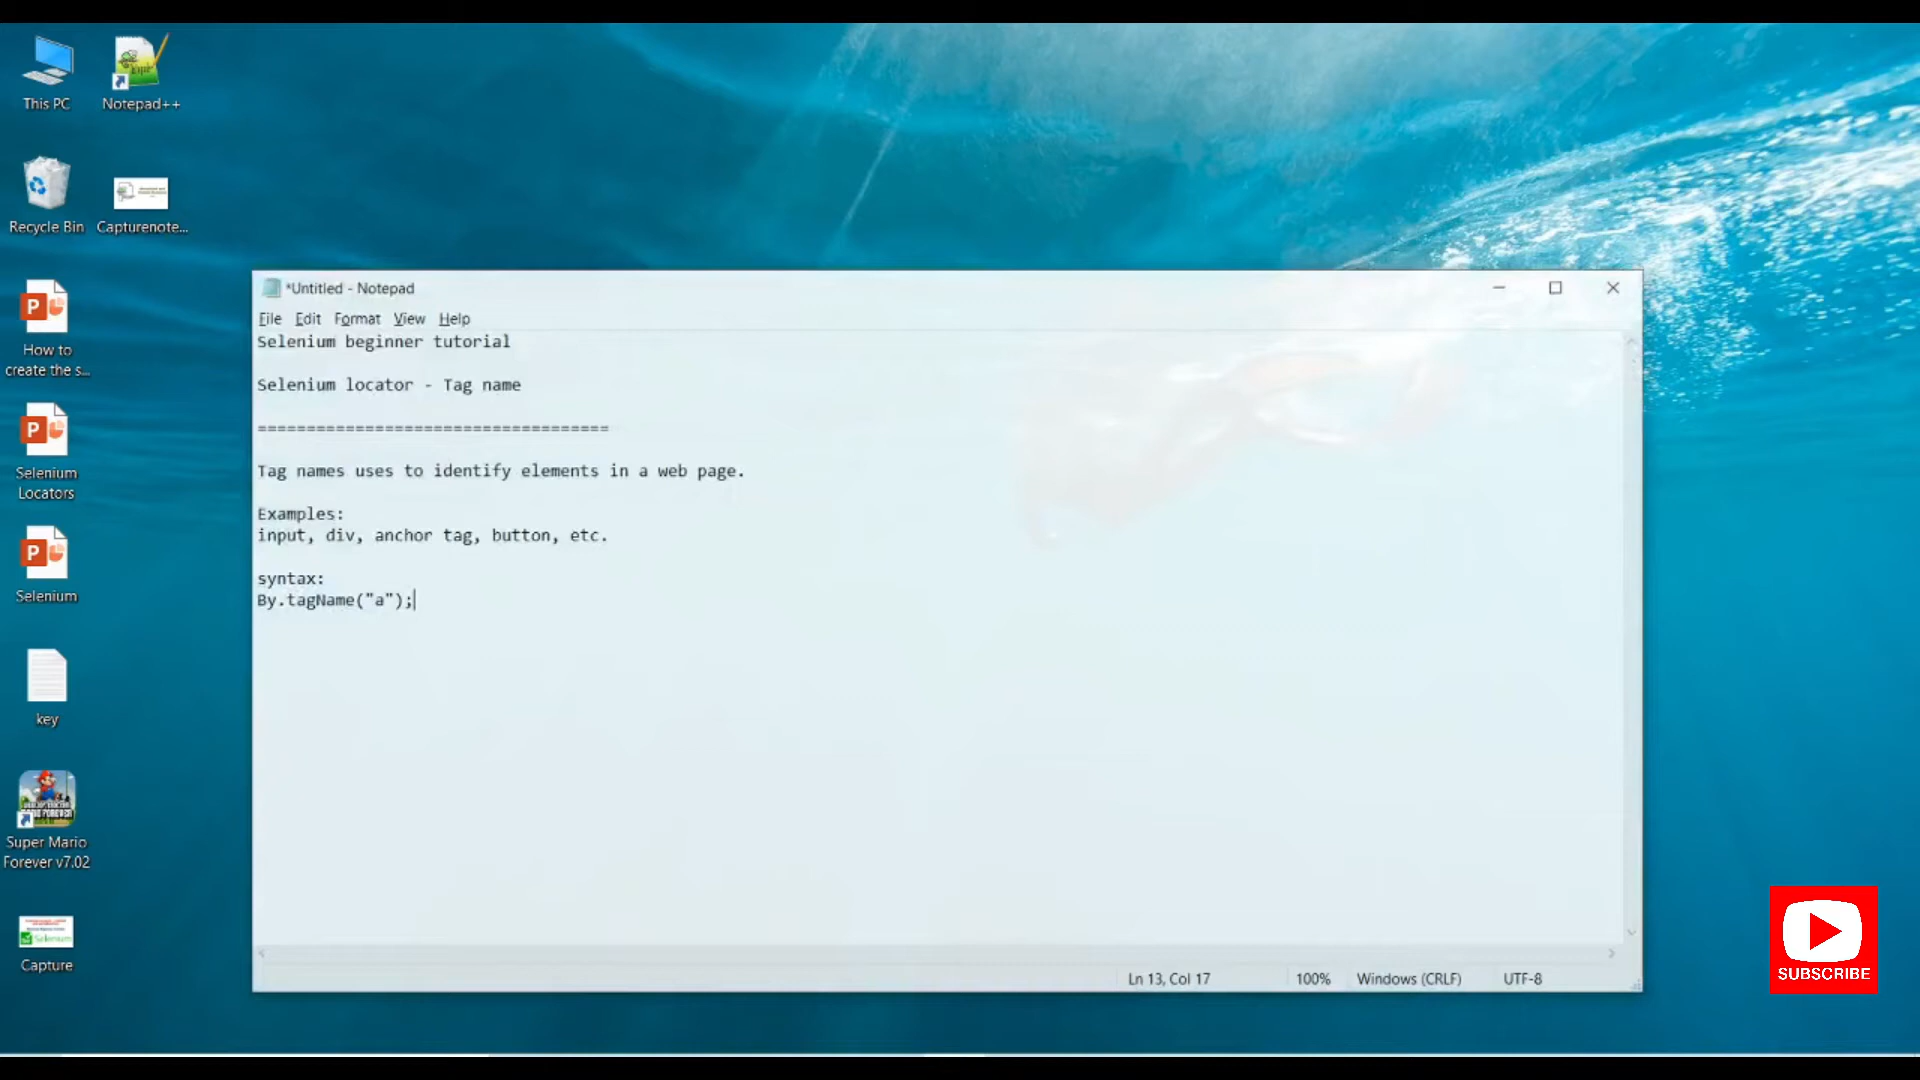 This PC
Notepad++
Recycle Bin
Capturenote...
How to
create the s...
Selenium
Locators
Selenium
key
Super Mario
Forever v7.02
Capture
*Untitled - Notepad
File Edit Format View Help
Selenium beginner tutorial
Selenium locator - Tag name
====================================
Tag names uses to identify elements in a web page.
Examples:
input, div, anchor tag, button, etc.
syntax:
By.tagName("a");
Ln 13, Col 17
100%
Windows (CRLF)
UTF-8
SUBSCRIBE